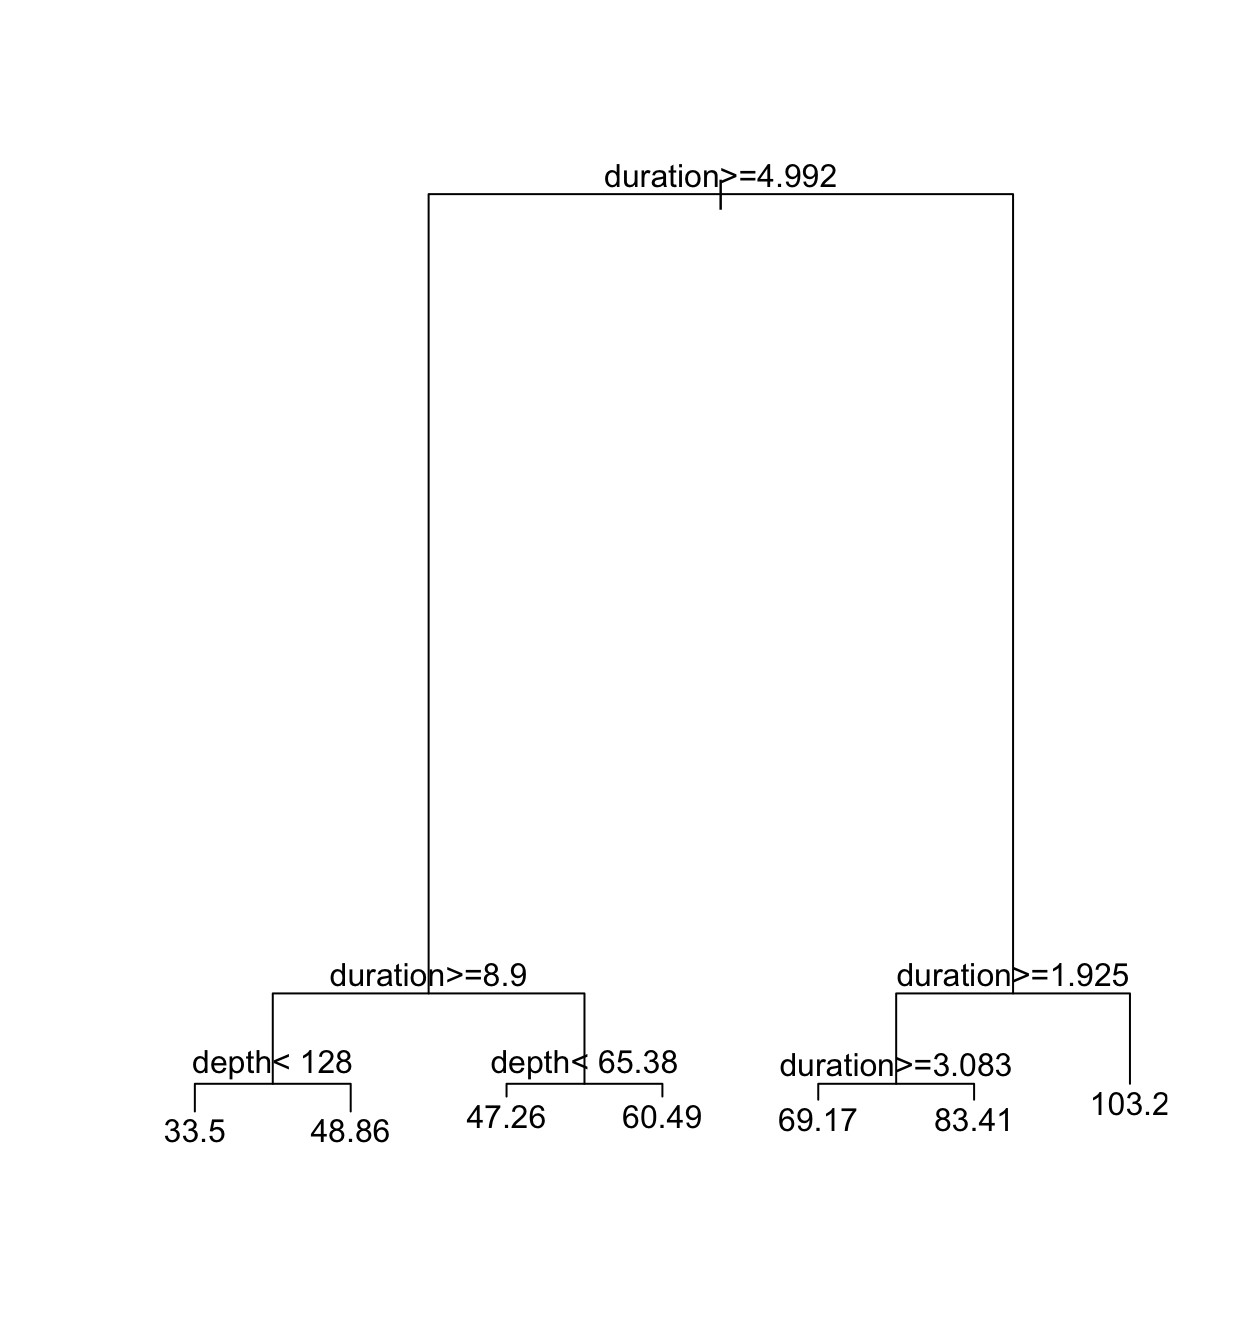 duration>=4.992
duration>=8.9
duration>=1.925
depth< 128
depth< 65.38
duration>=3.083
33.5
48.86
47.26
60.49
69.17
83.41
103.2